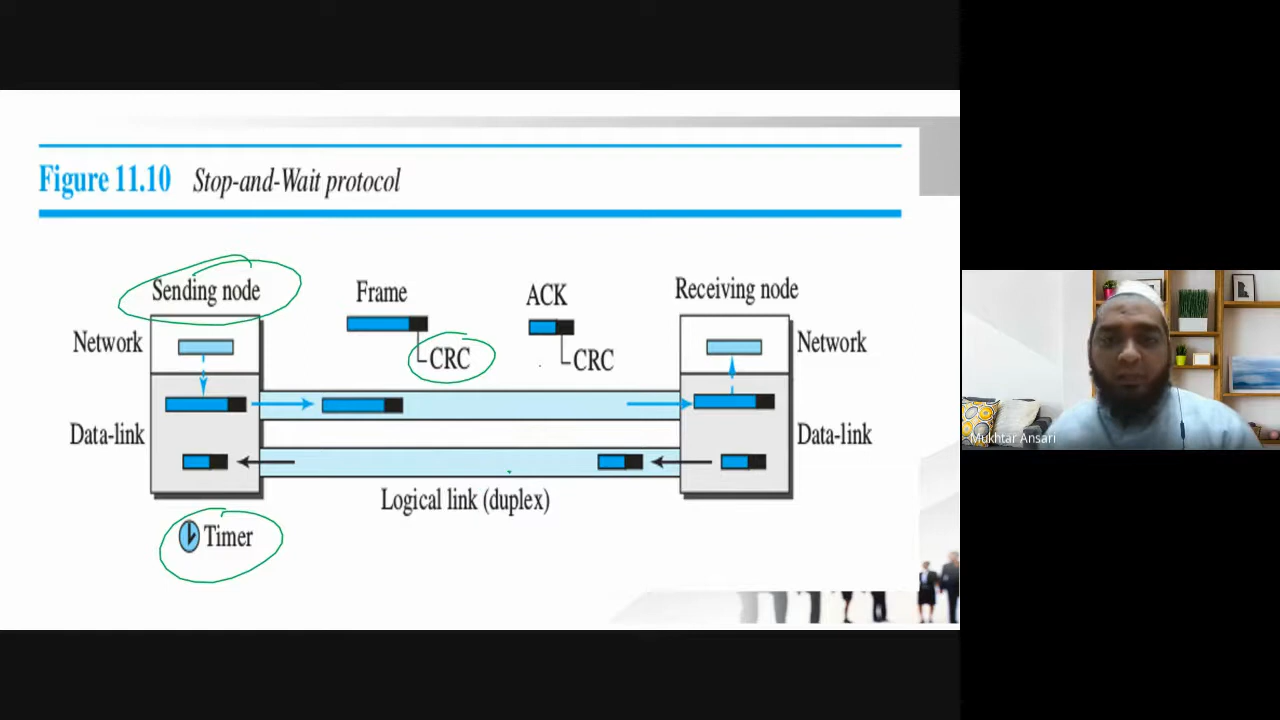 Figure 11.10 Stop-and-Wait protocol
Sending node
Frame
ACK
Receiving node
Network
CRC
CRC
Network
Data-link
Data-link
Logical link (duplex)
Timer
Mukhtar Ansari